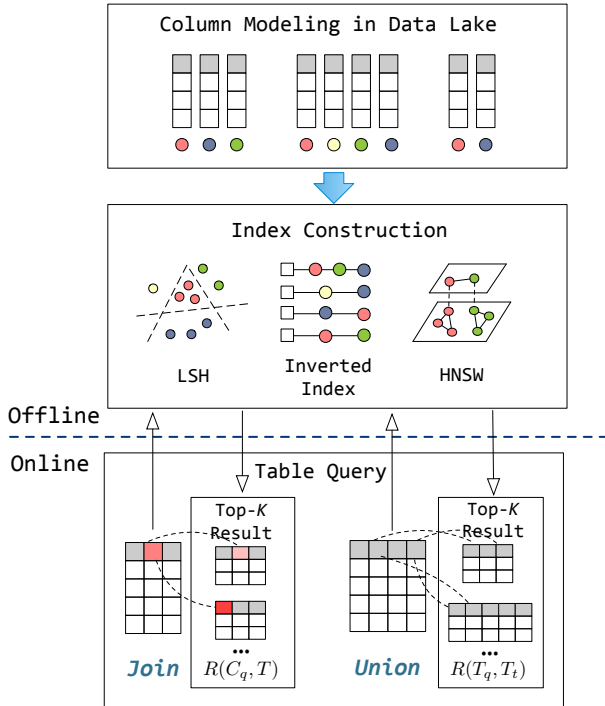 Column Modeling in Data Lake
Index Construction
LSH
Inverted
Index
HNSW
Offline
Online
Table Query
Top-K
Result
Top-K
Result
...
...
Join
R(C_q, T)
Union
R(T_q, T_t)